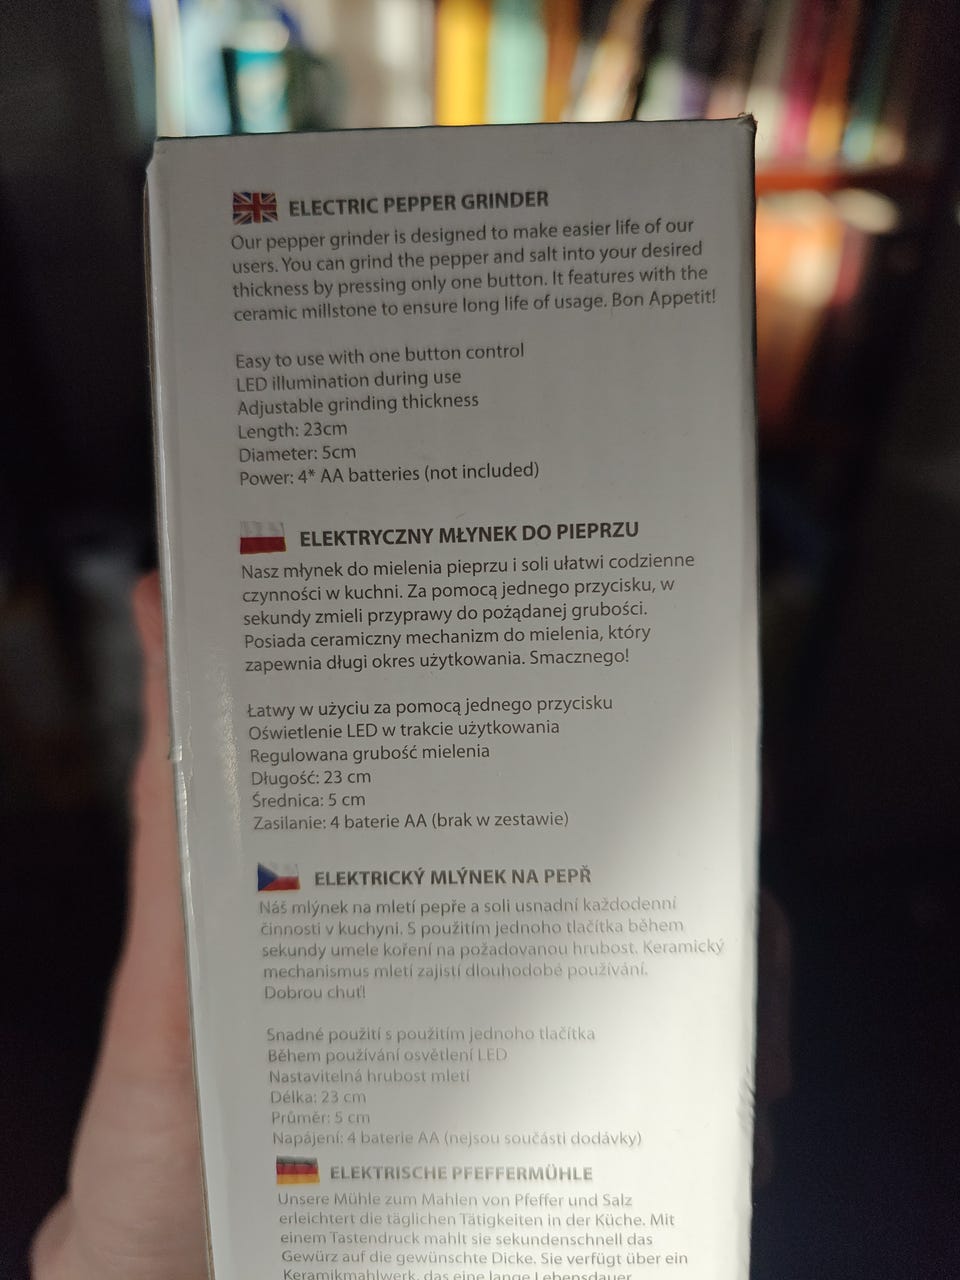 ELECTRIC PEPPER GRINDER
Our pepper grinder is designed to make easier life of our
users. You can grind the pepper and salt into your desired
thickness by pressing only one button. It features with the
ceramic millstone to ensure long life of usage. Bon Appetit!
Easy to use with one button control
LED illumination during use
Adjustable grinding thickness
Length: 23cm
Diameter: 5cm
Power: 4* AA batteries (not included)
ELEKTRYCZNY MŁYNEK DO PIEPRZU
Nasz młynek do mielenia pieprzu i soli ułatwi codzienne
czynności w kuchni. Za pomocą jednego przycisku, w
sekundy zmieli przyprawy do pożądanej grubości.
Posiada ceramiczny mechanizm do mielenia, który
zapewnia długi okres użytkowania. Smacznego!
Łatwy w użyciu za pomocą jednego przycisku
Oświetlenie LED w trakcie użytkowania
Regulowana grubość mielenia
Długość: 23 cm
Średnica: 5 cm
Zasilanie: 4 baterie AA (brak w zestawie)
ELEKTRICKÝ MLÝNEK NA PEPŘ
Náš mlýnek na mletí pepře a soli usnadní každodenní
činnosti v kuchyni. S použitím jednoho tlačítka během
sekundy umele koření na požadovanou hrubost. Keramický
mechanismus mletí zajistí dlouhodobé používání.
Dobrou chuť!
Snadné použití s použitím jednoho tlačítka
Během používání osvětlení LED
Nastavitelná hrubost mletí
Délka: 23 cm
Průměr: 5 cm
Napájení: 4 baterie AA (nejsou součásti dodávky)
ELEKTRISCHE PFEFFERMÜHLE
Unsere Mühle zum Mahlen von Pfeffer und Salz
erleichtert die täglichen Tätigkeiten in der Küche. Mit
einem Tastendruck mahlt sie sekundenschnell das
Gewürz auf die gewünschte Dicke. Sie verfügt über ein
Keramikmahlwerk, das eine lange Lebensdauer